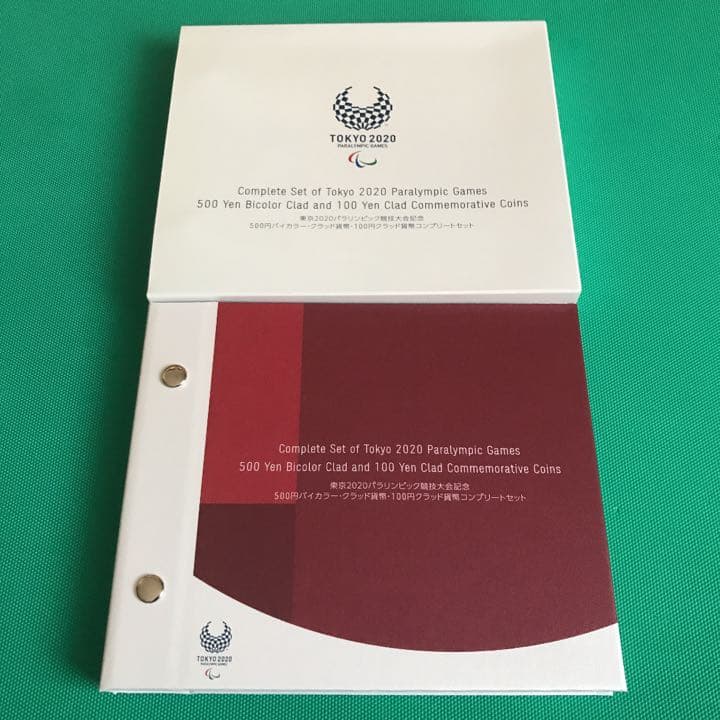 TOKYO 2020
PARALYMPIC GAMES
Complete Set of Tokyo 2020 Paralympic Games
500 Yen Bicolor Clad and 100 Yen Clad Commemorative Coins
東京2020パラリンピック競技大会記念
500円バイカラー・クラッド貨幣・100円クラッド貨幣コンプリートセット
Complete Set of Tokyo 2020 Paralympic Games
500 Yen Bicolor Clad and 100 Yen Clad Commemorative Coins
東京2020パラリンピック競技大会記念
500円バイカラー・クラッド貨幣・100円クラッド貨幣コンプリートセット
TOKYO 2020
PARALYMPIC GAMES